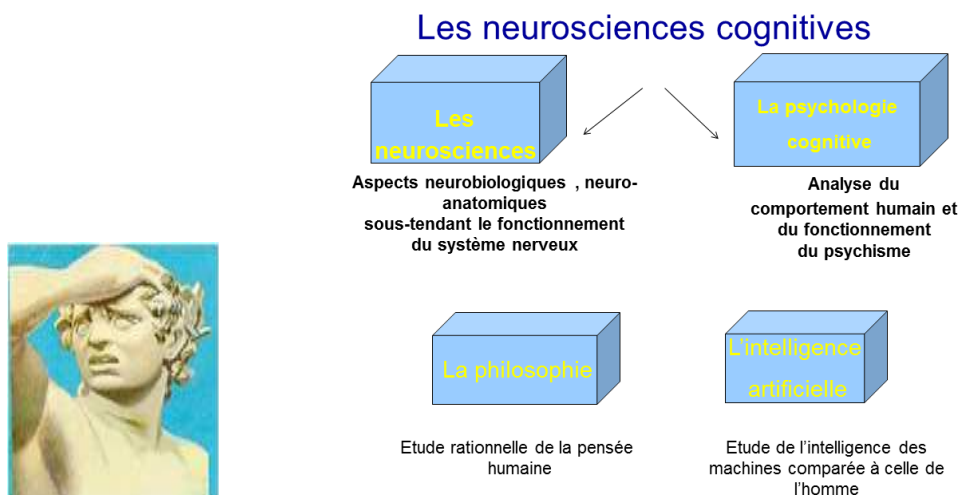 Les neurosciences cognitives
Les
neurosciences
La psychologie
cognitive
Aspects neurobiologiques , neuro-
anatomiques
sous-tendant le fonctionnement
du système nerveux
Analyse du
comportement humain et
du fonctionnement
du psychisme
La philosophie
L’intelligence
artificielle
Etude rationnelle de la pensée
humaine
Etude de l’intelligence des
machines comparée à celle de
l’homme